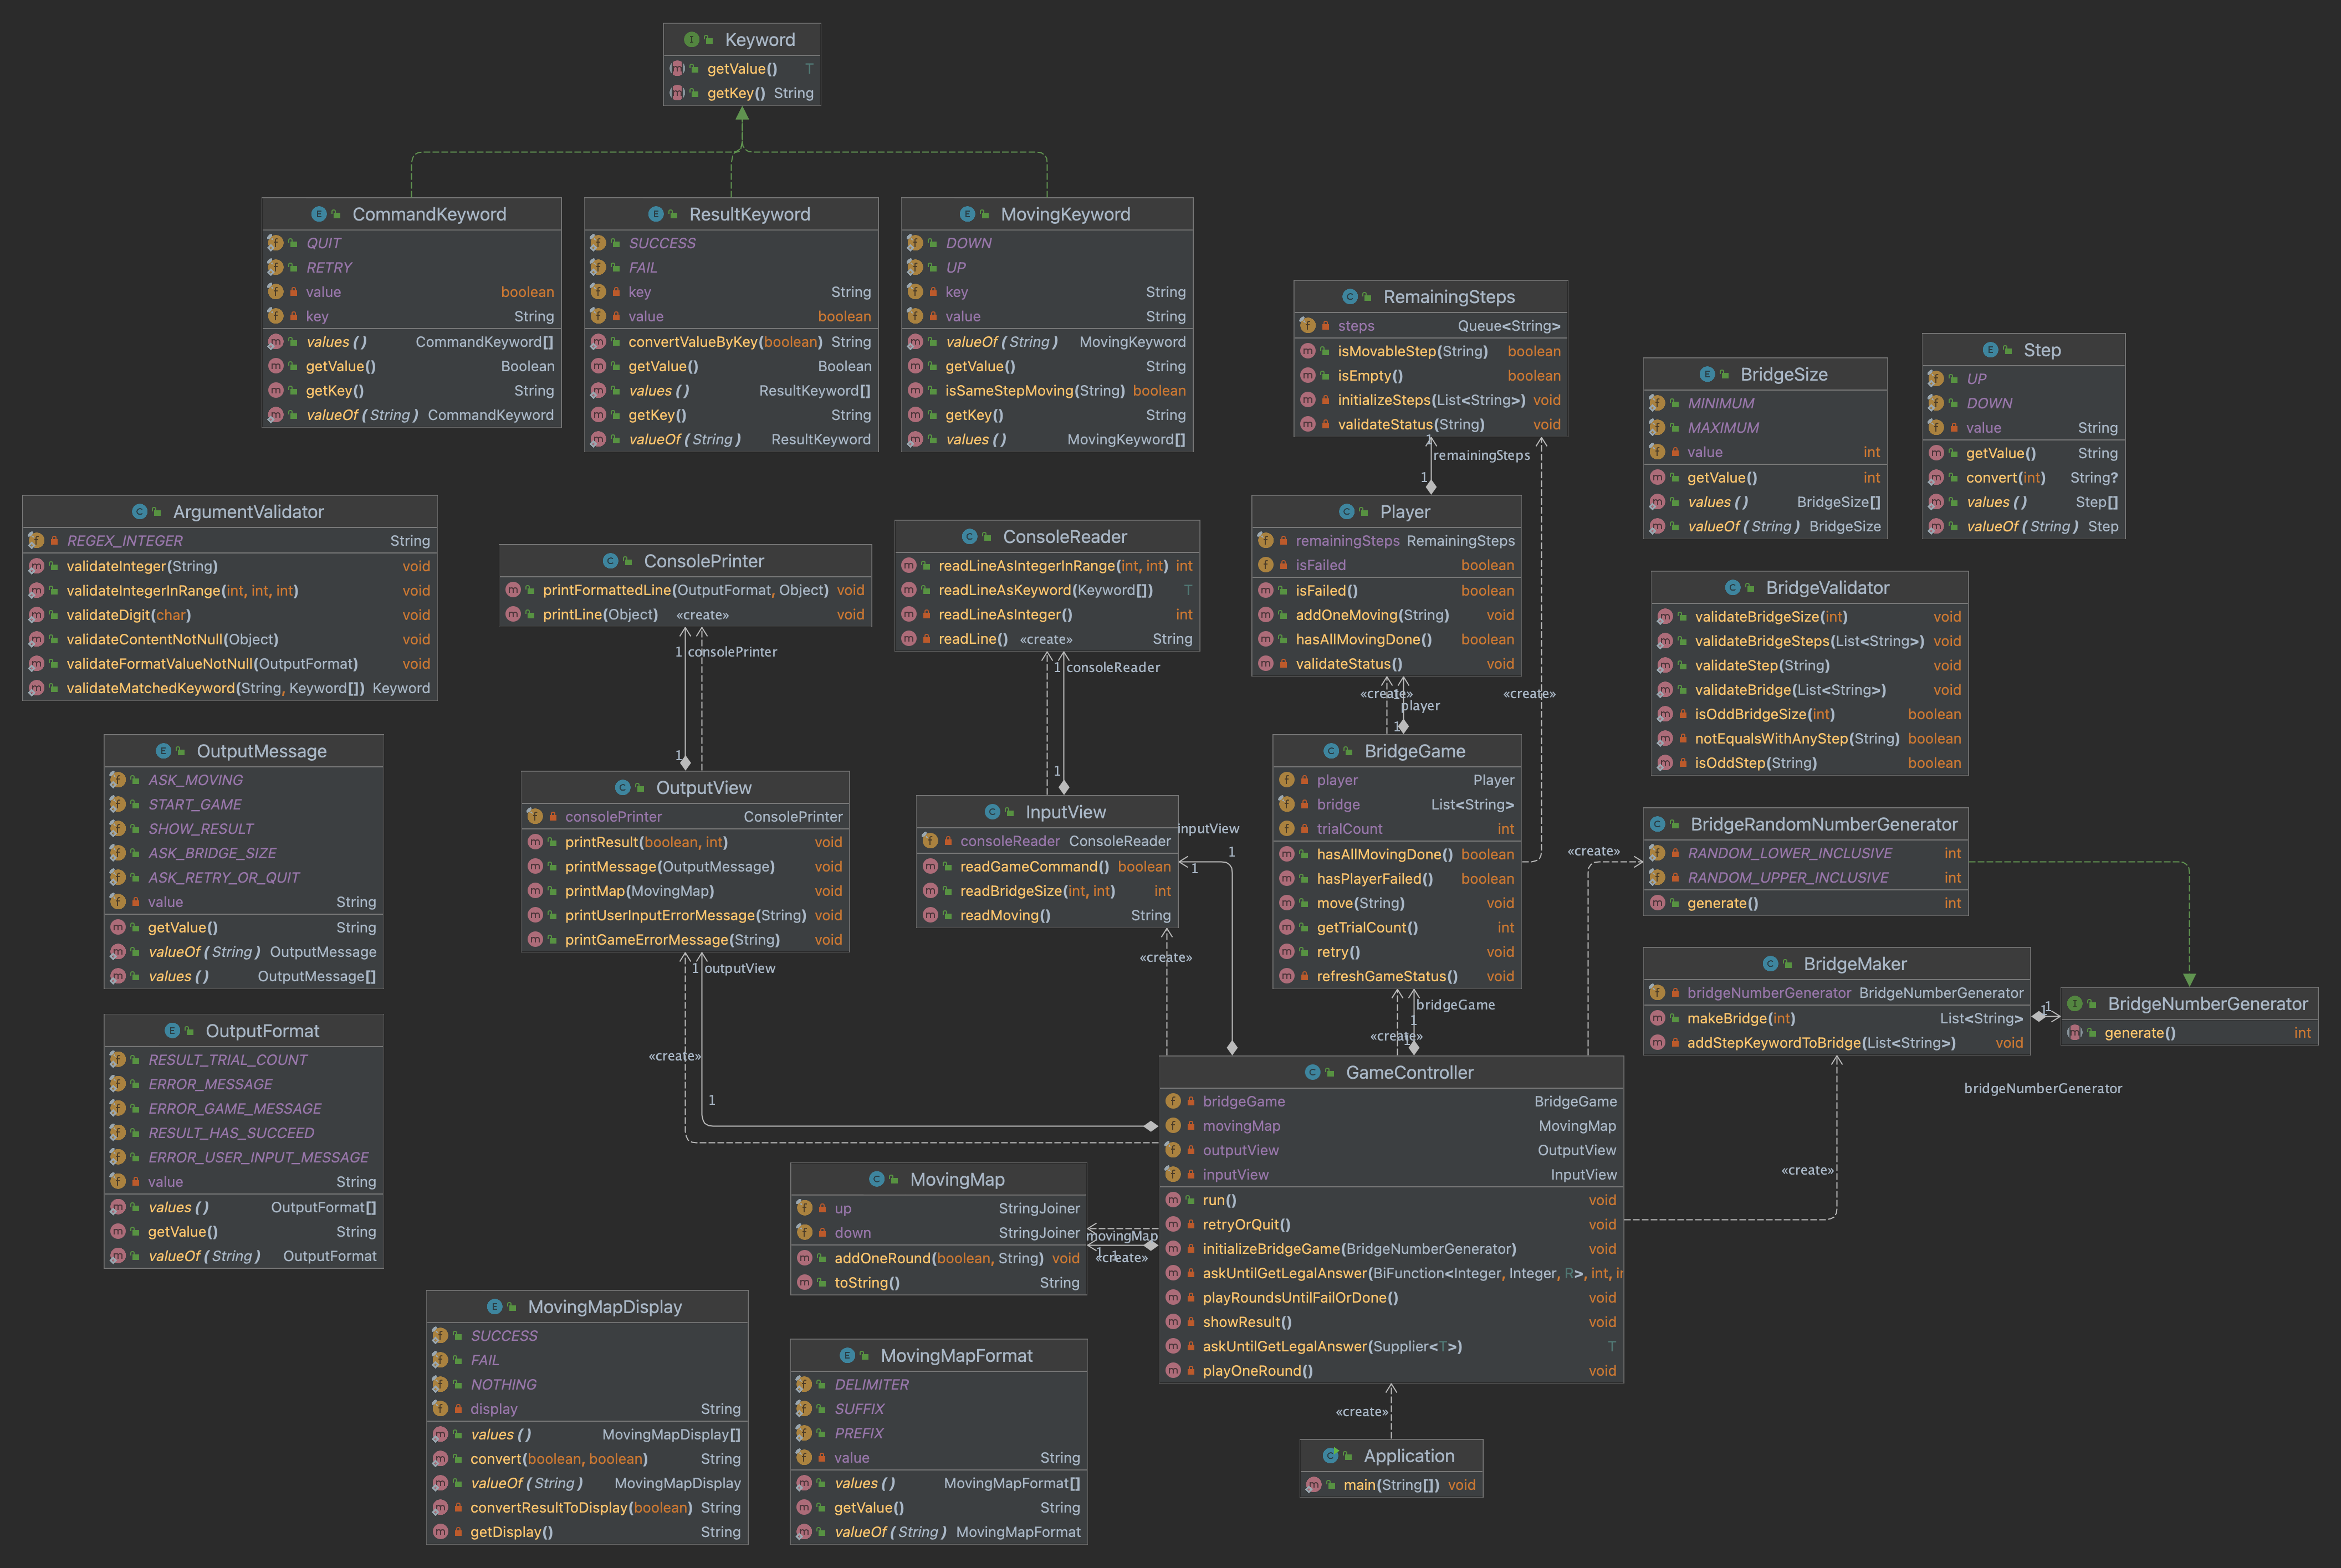 Keyword
getValue() T
getKey() String
CommandKeyword
QUIT
RETRY
value boolean
key String
values () CommandKeyword[]
getValue() Boolean
getKey() String
valueOf (String) CommandKeyword
ResultKeyword
SUCCESS
FAIL
key String
value boolean
convertValueByKey(boolean) String
getValue() Boolean
values () ResultKeyword[]
getKey() String
valueOf (String) ResultKeyword
MovingKeyword
DOWN
UP
key String
value String
valueOf (String) MovingKeyword
getValue() String
isSameStepMoving(String) boolean
getKey() String
values () MovingKeyword[]
RemainingSteps
steps Queue<String>
isMovableStep(String) boolean
isEmpty() boolean
initializeSteps(List<String>) void
validateStatus(String) void
1
remainingSteps
1
BridgeSize
MINIMUM
MAXIMUM
value int
getValue() int
values () BridgeSize[]
valueOf (String) BridgeSize
Step
UP
DOWN
value String
getValue() String
convert(int) String?
values () Step[]
valueOf (String) Step
ArgumentValidator
REGEX_INTEGER String
validateInteger(String) void
validateIntegerInRange(int, int, int) void
validateDigit(char) void
validateContentNotNull(Object) void
validateFormatValueNotNull(OutputFormat) void
validateMatchedKeyword(String, Keyword[]) Keyword
ConsolePrinter
printFormattedLine(OutputFormat, Object) void
printLine(Object) void
«create»
1 consolePrinter
1
ConsoleReader
readLineAsIntegerInRange(int, int) int
readLineAsKeyword(Keyword[]) T
readLineAsInteger() int
readLine() String
«create»
1 consoleReader
1
Player
remainingSteps RemainingSteps
isFailed boolean
isFailed() boolean
addOneMoving(String) void
hasAllMovingDone() boolean
validateStatus() void
«create»
1
player
1
«create»
BridgeValidator
validateBridgeSize(int) void
validateBridgeSteps(List<String>) void
validateStep(String) void
validateBridge(List<String>) void
isOddBridgeSize(int) boolean
notEqualsWithAnyStep(String) boolean
isOddStep(String) boolean
OutputMessage
ASK_MOVING
START_GAME
SHOW_RESULT
ASK_BRIDGE_SIZE
ASK_RETRY_OR_QUIT
value String
getValue() String
valueOf (String) OutputMessage
values () OutputMessage[]
OutputView
consolePrinter ConsolePrinter
printResult(boolean, int) void
printMessage(OutputMessage) void
printMap(MovingMap) void
printUserInputErrorMessage(String) void
printGameErrorMessage(String) void
1 outputView
«create»
1
InputView
consoleReader ConsoleReader
readGameCommand() boolean
readBridgeSize(int, int) int
readMoving() String
inputView
1
1
«create»
BridgeGame
player Player
bridge List<String>
trialCount int
hasAllMovingDone() boolean
hasPlayerFailed() boolean
move(String) void
getTrialCount() int
retry() void
refreshGameStatus() void
bridgeGame
1
«create»
1
BridgeRandomNumberGenerator
RANDOM_LOWER_INCLUSIVE int
RANDOM_UPPER_INCLUSIVE int
generate() int
«create»
BridgeMaker
bridgeNumberGenerator BridgeNumberGenerator
makeBridge(int) List<String>
addStepKeywordToBridge(List<String>) void
1
1
BridgeNumberGenerator
generate() int
bridgeNumberGenerator
«create»
OutputFormat
RESULT_TRIAL_COUNT
ERROR_MESSAGE
ERROR_GAME_MESSAGE
RESULT_HAS_SUCCEED
ERROR_USER_INPUT_MESSAGE
value String
values () OutputFormat[]
getValue() String
valueOf (String) OutputFormat
GameController
bridgeGame BridgeGame
movingMap MovingMap
outputView OutputView
inputView InputView
run() void
retryOrQuit() void
initializeBridgeGame(BridgeNumberGenerator) void
askUntilGetLegalAnswer(BiFunction<Integer, Integer, R>, int, in
playRoundsUntilFailOrDone() void
showResult() void
askUntilGetLegalAnswer(Supplier<T>) T
playOneRound() void
MovingMap
up StringJoiner
down StringJoiner
addOneRound(boolean, String) void
toString() String
movingMap
1 1
«create»
MovingMapDisplay
SUCCESS
FAIL
NOTHING
display String
values () MovingMapDisplay[]
convert(boolean, boolean) String
valueOf (String) MovingMapDisplay
convertResultToDisplay(boolean) String
getDisplay() String
MovingMapFormat
DELIMITER
SUFFIX
PREFIX
value String
values () MovingMapFormat[]
getValue() String
valueOf (String) MovingMapFormat
«create»
Application
main(String[]) void